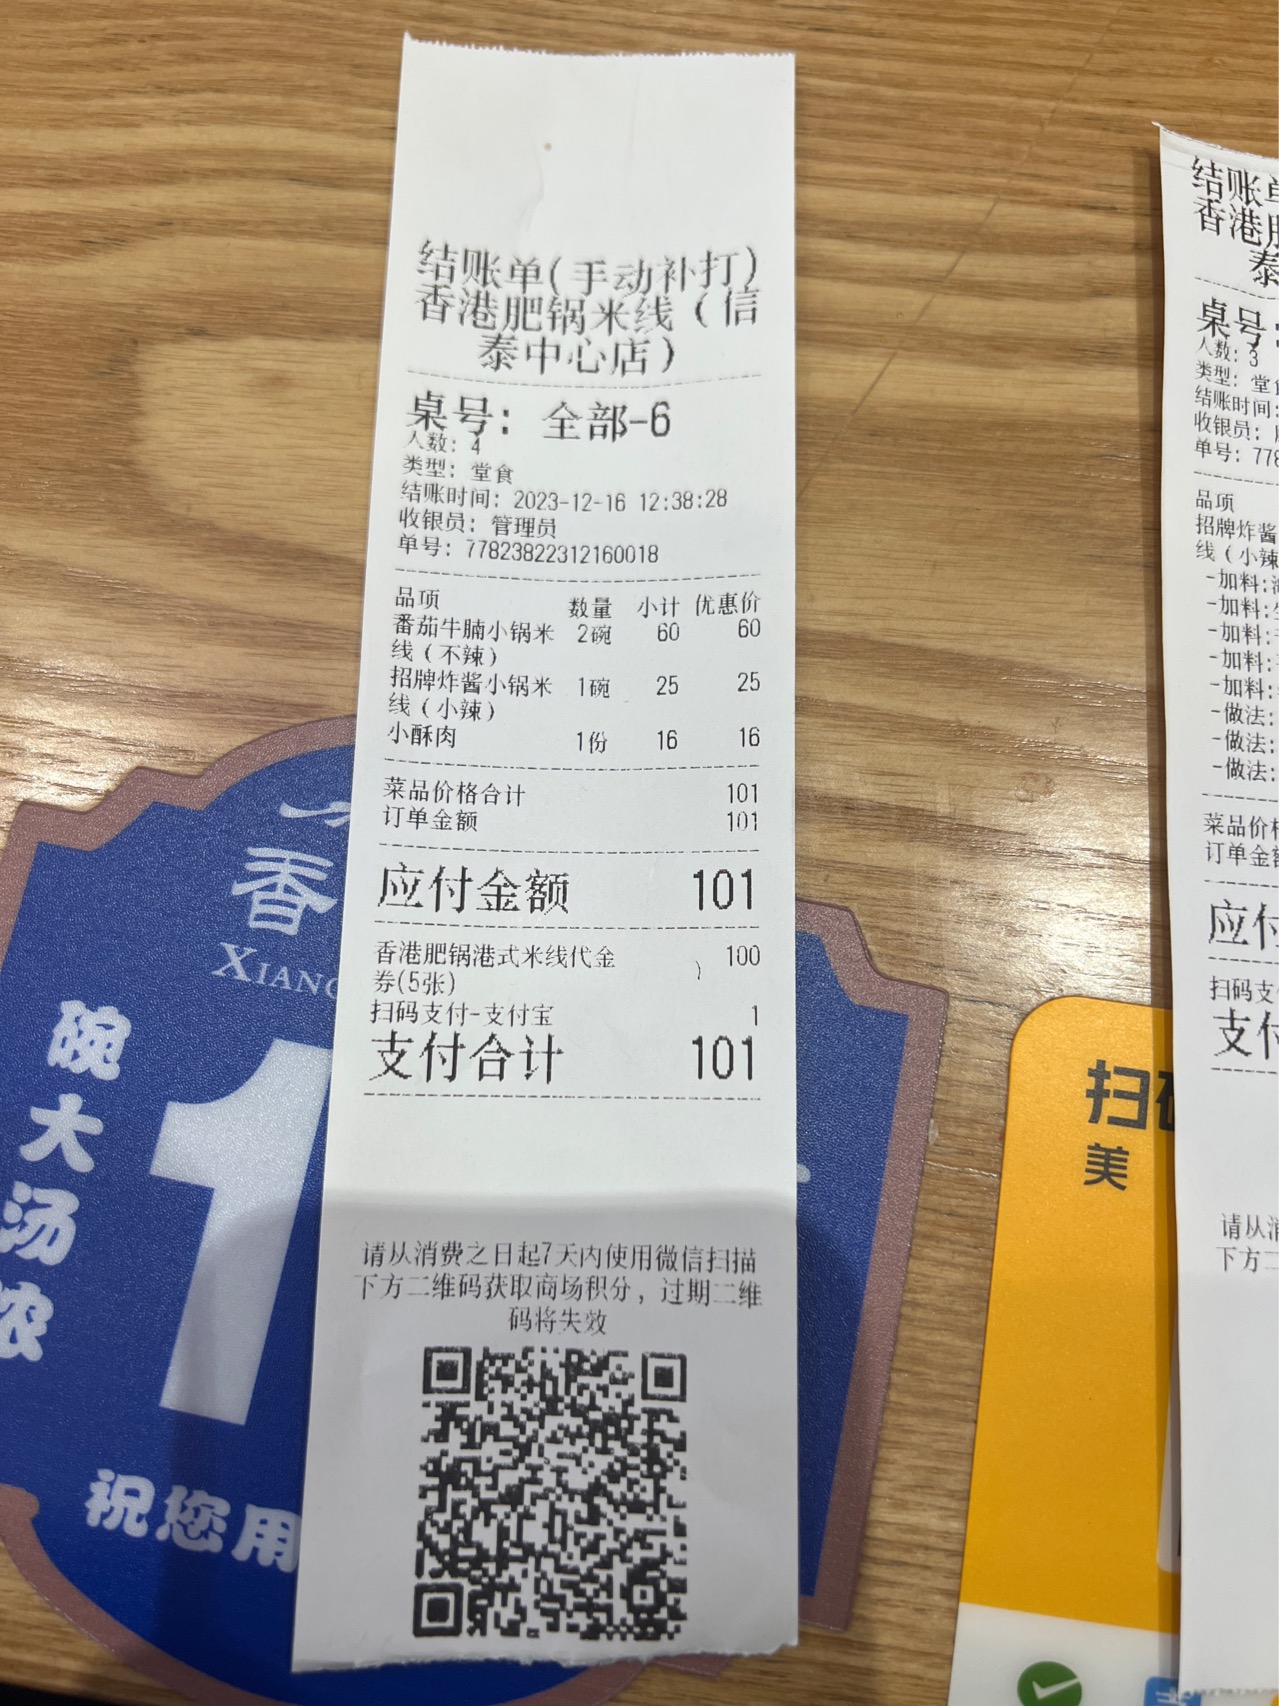 结账单(手动补打)
香港肥锅米线（信
泰中心店）
桌号：全部-6
人数：4
类型：堂食
结账时间：2023-12-16 12:38:28
收银员：管理员
单号：77823822312160018
品项 数量 小计 优惠价
番茄牛腩小锅米 2碗 60 60
线（不辣）
招牌炸酱小锅米 1碗 25 25
线（小辣）
小酥肉 1份 16 16
菜品价格合计 101
订单金额 101
应付金额 101
香港肥锅港式米线代金 100
券(5张)
扫码支付-支付宝 1
支付合计 101
请从消费之日起7天内使用微信扫描
下方二维码获取商场积分，过期二维
码将失效
香
XIANG
碗大汤浓
1
祝您用
扫码
美
结账单
香港肥
泰
桌号：
人数：3
类型：堂食
结账时间：
收银员：
单号：778
品项
招牌炸酱
线（小辣
-加料:
-加料:
-加料:
-加料:
-加料:
-做法:
-做法:
-做法:
菜品价格
订单金额
应付
扫码支
支付
请从消
下方二